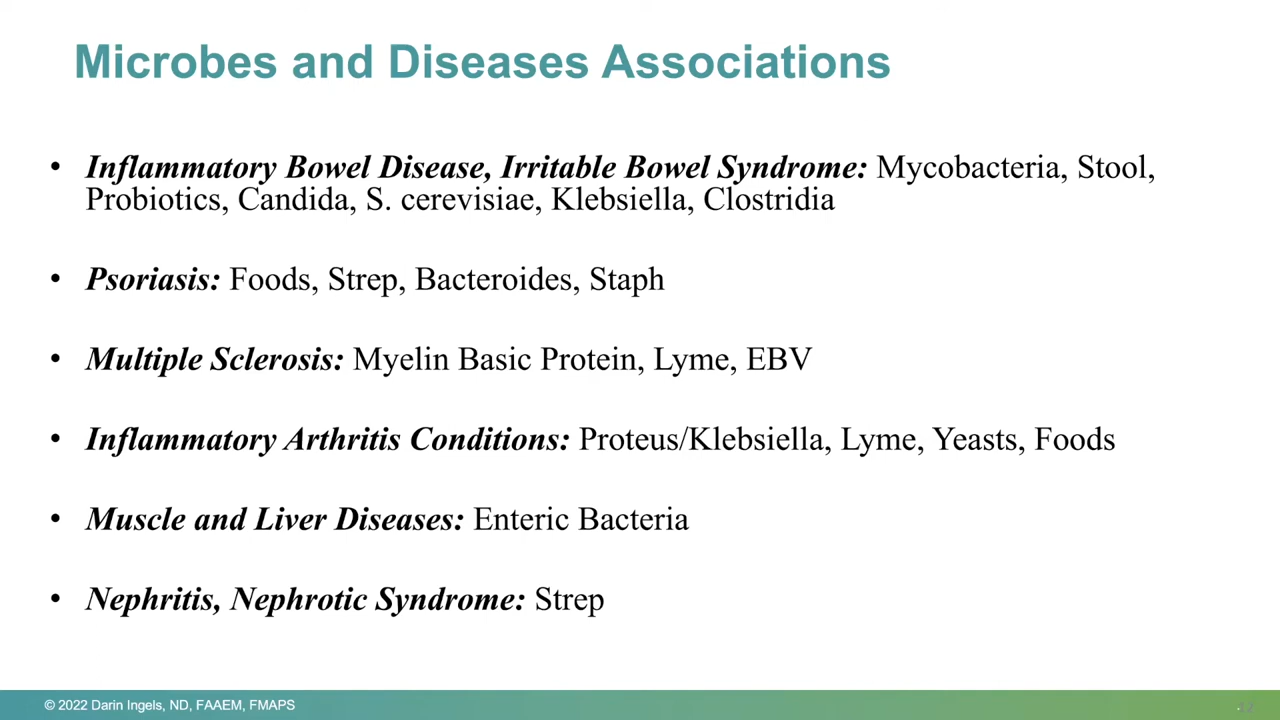 Microbes and Diseases Associations
• Inflammatory Bowel Disease, Irritable Bowel Syndrome: Mycobacteria, Stool,
Probiotics, Candida, S. cerevisiae, Klebsiella, Clostridia
• Psoriasis: Foods, Strep, Bacteroides, Staph
• Multiple Sclerosis: Myelin Basic Protein, Lyme, EBV
• Inflammatory Arthritis Conditions: Proteus/Klebsiella, Lyme, Yeasts, Foods
• Muscle and Liver Diseases: Enteric Bacteria
• Nephritis, Nephrotic Syndrome: Strep
© 2022 Darin Ingels, ND, FAAEM, FMAPS